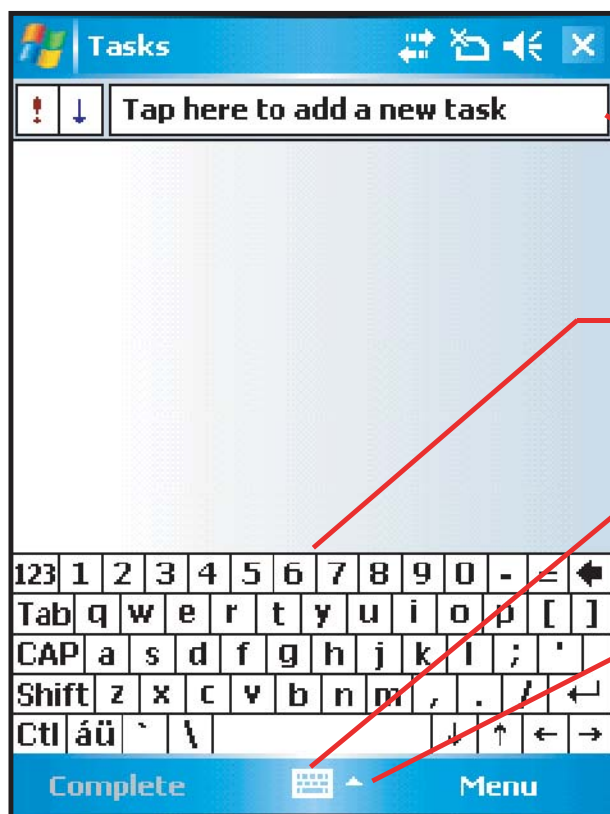 Tasks
! ↓ Tap here to add a new task
123 1 2 3 4 5 6 7 8 9 0 - =
Tab q w e r t y u i o p [ ]
CAP a s d f g h j k l ; '
Shift z x c v b n m , . /
Ctl áü ` \ ↓ ↑ ← →
Complete Menu